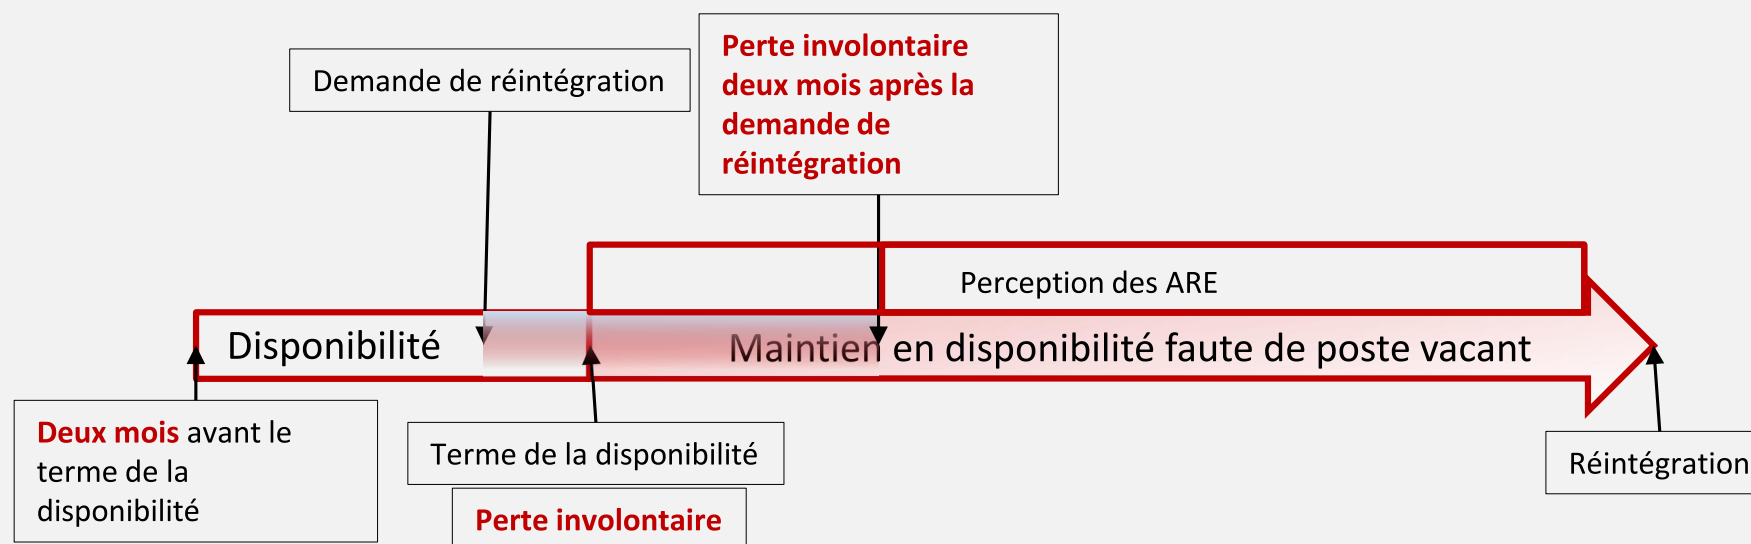 Perte involontaire
deux mois après la
demande de
réintégration
Demande de réintégration
Perception des ARE
Disponibilité
Maintien en disponibilité faute de poste vacant
Deux mois avant le
terme de la
disponibilité
Terme de la disponibilité
Réintégration
Perte involontaire